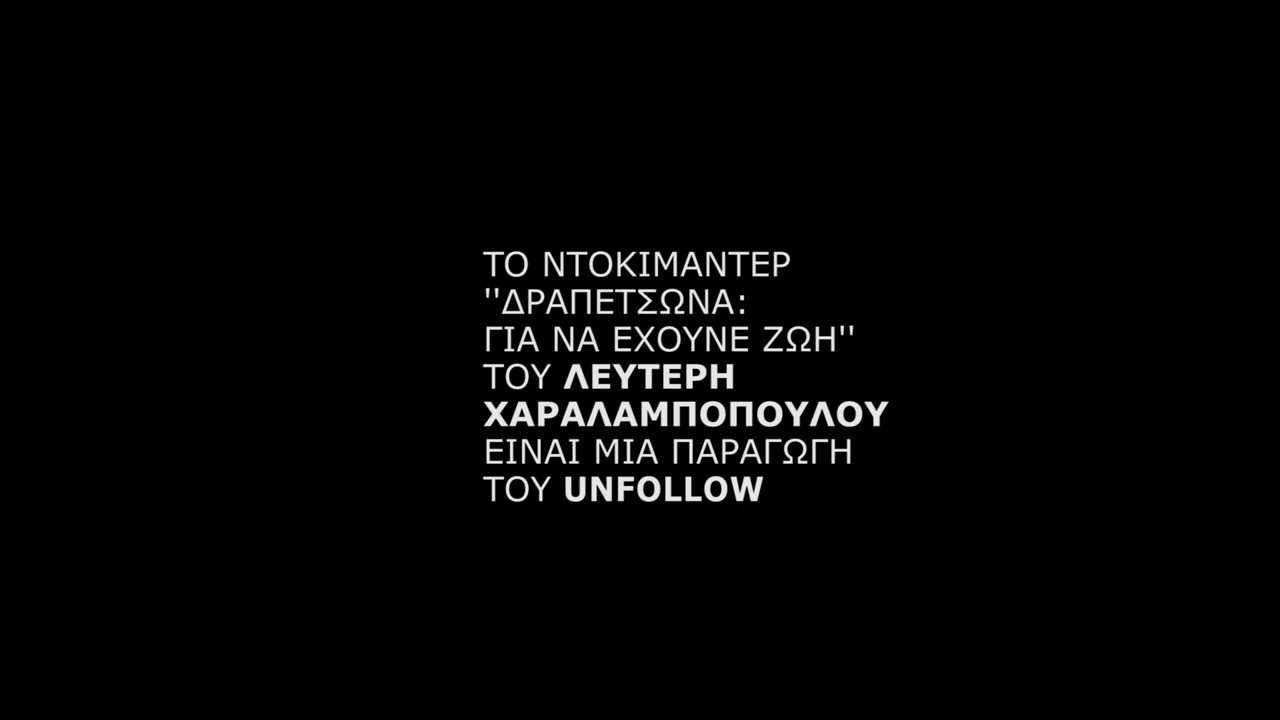 ΤΟ ΝΤΟΚΙΜΑΝΤΕΡ
''ΔΡΑΠΕΤΣΩΝΑ:
ΓΙΑ ΝΑ ΕΧΟΥΝΕ ΖΩΗ''
ΤΟΥ ΛΕΥΤΕΡΗ
ΧΑΡΑΛΑΜΠΟΠΟΥΛΟΥ
ΕΙΝΑΙ ΜΙΑ ΠΑΡΑΓΩΓΗ
ΤΟΥ UNFOLLOW